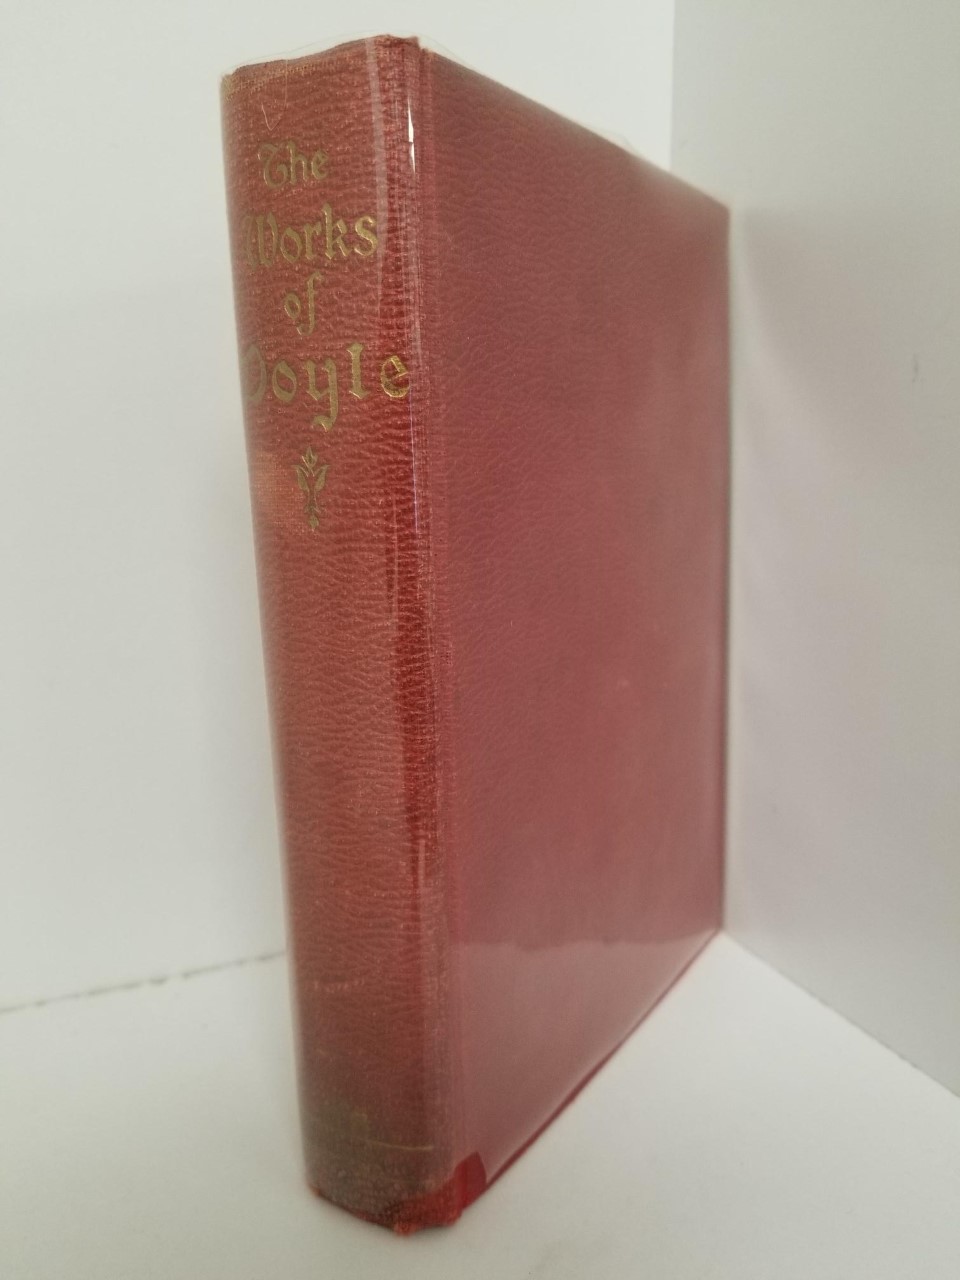 The
Works
of
Doyle